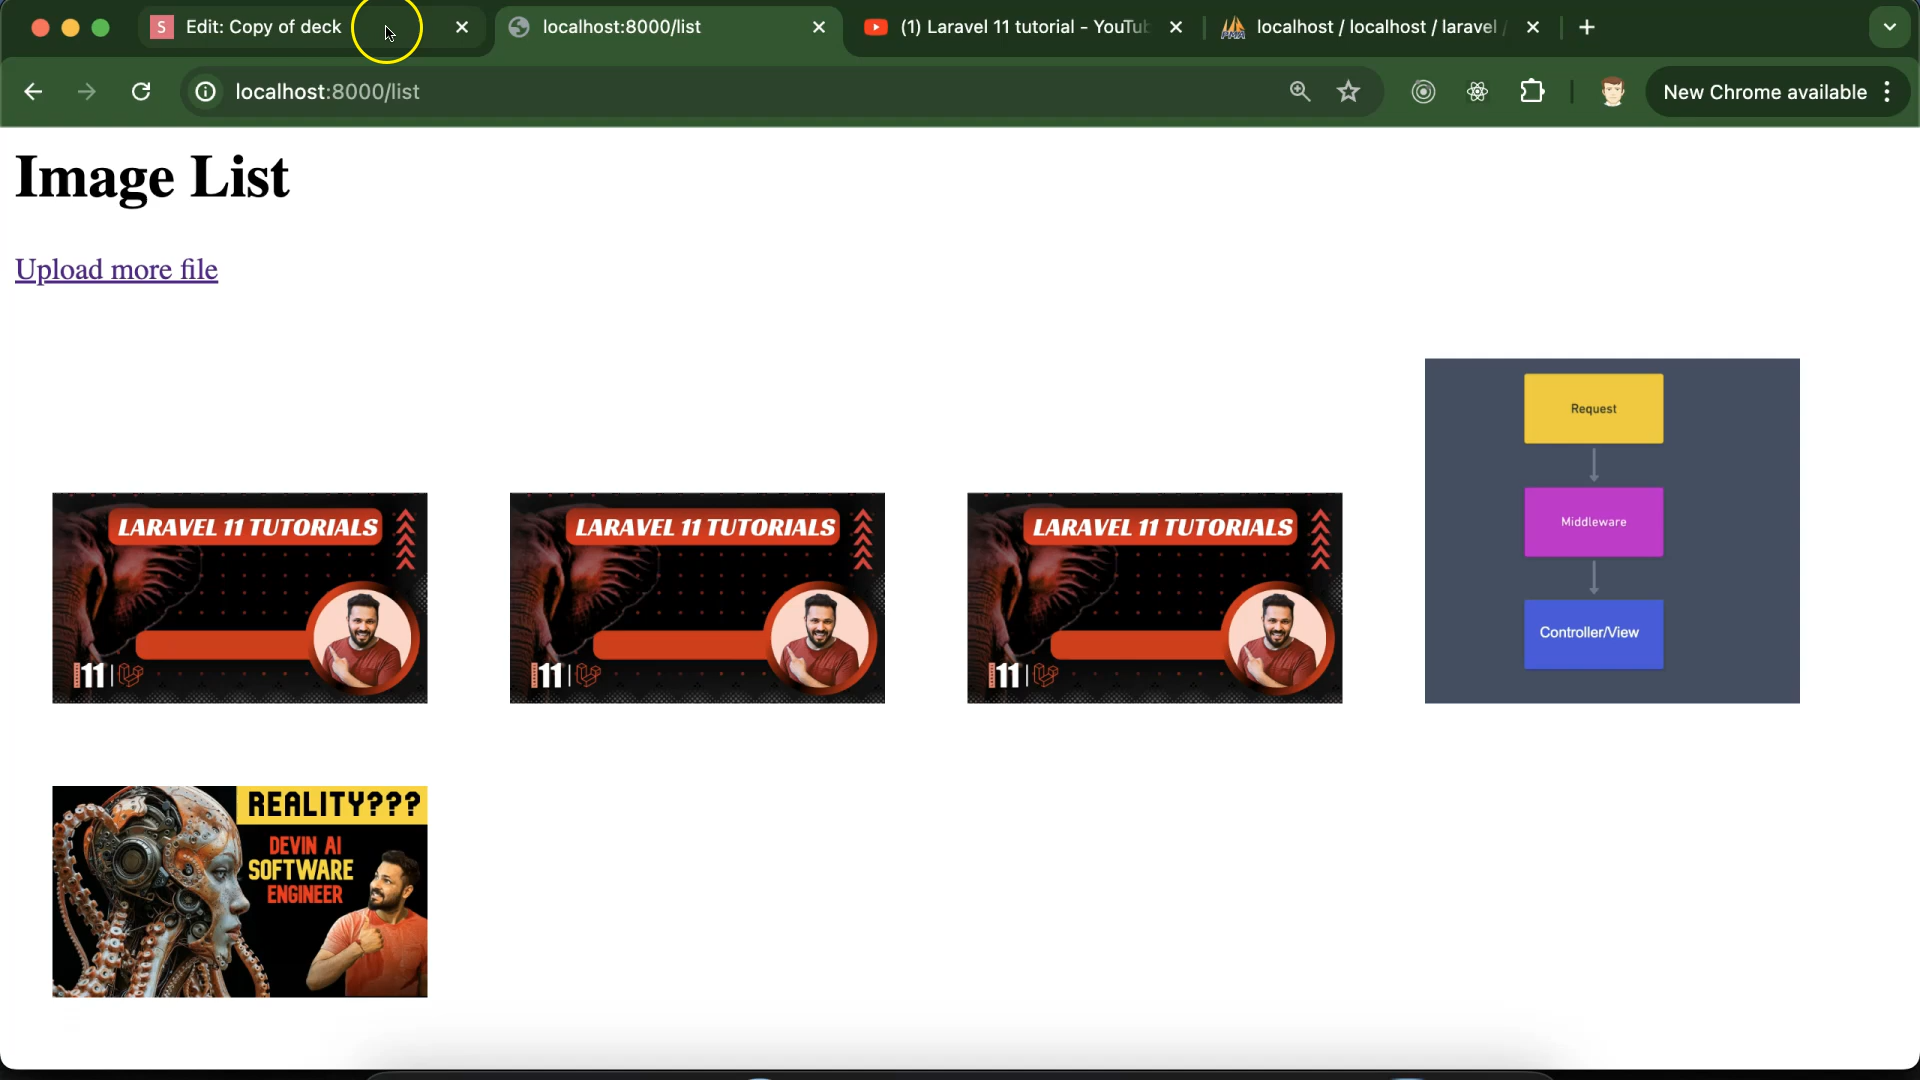 S Edit: Copy of deck
localhost:8000/list
(1) Laravel 11 tutorial - YouTub
localhost / localhost / laravel /
localhost:8000/list
New Chrome available
Image List
Upload more file
LARAVEL 11 TUTORIALS
11
LARAVEL 11 TUTORIALS
11
LARAVEL 11 TUTORIALS
11
Request
Middleware
Controller/View
REALITY???
DEVIN AI
SOFTWARE
ENGINEER